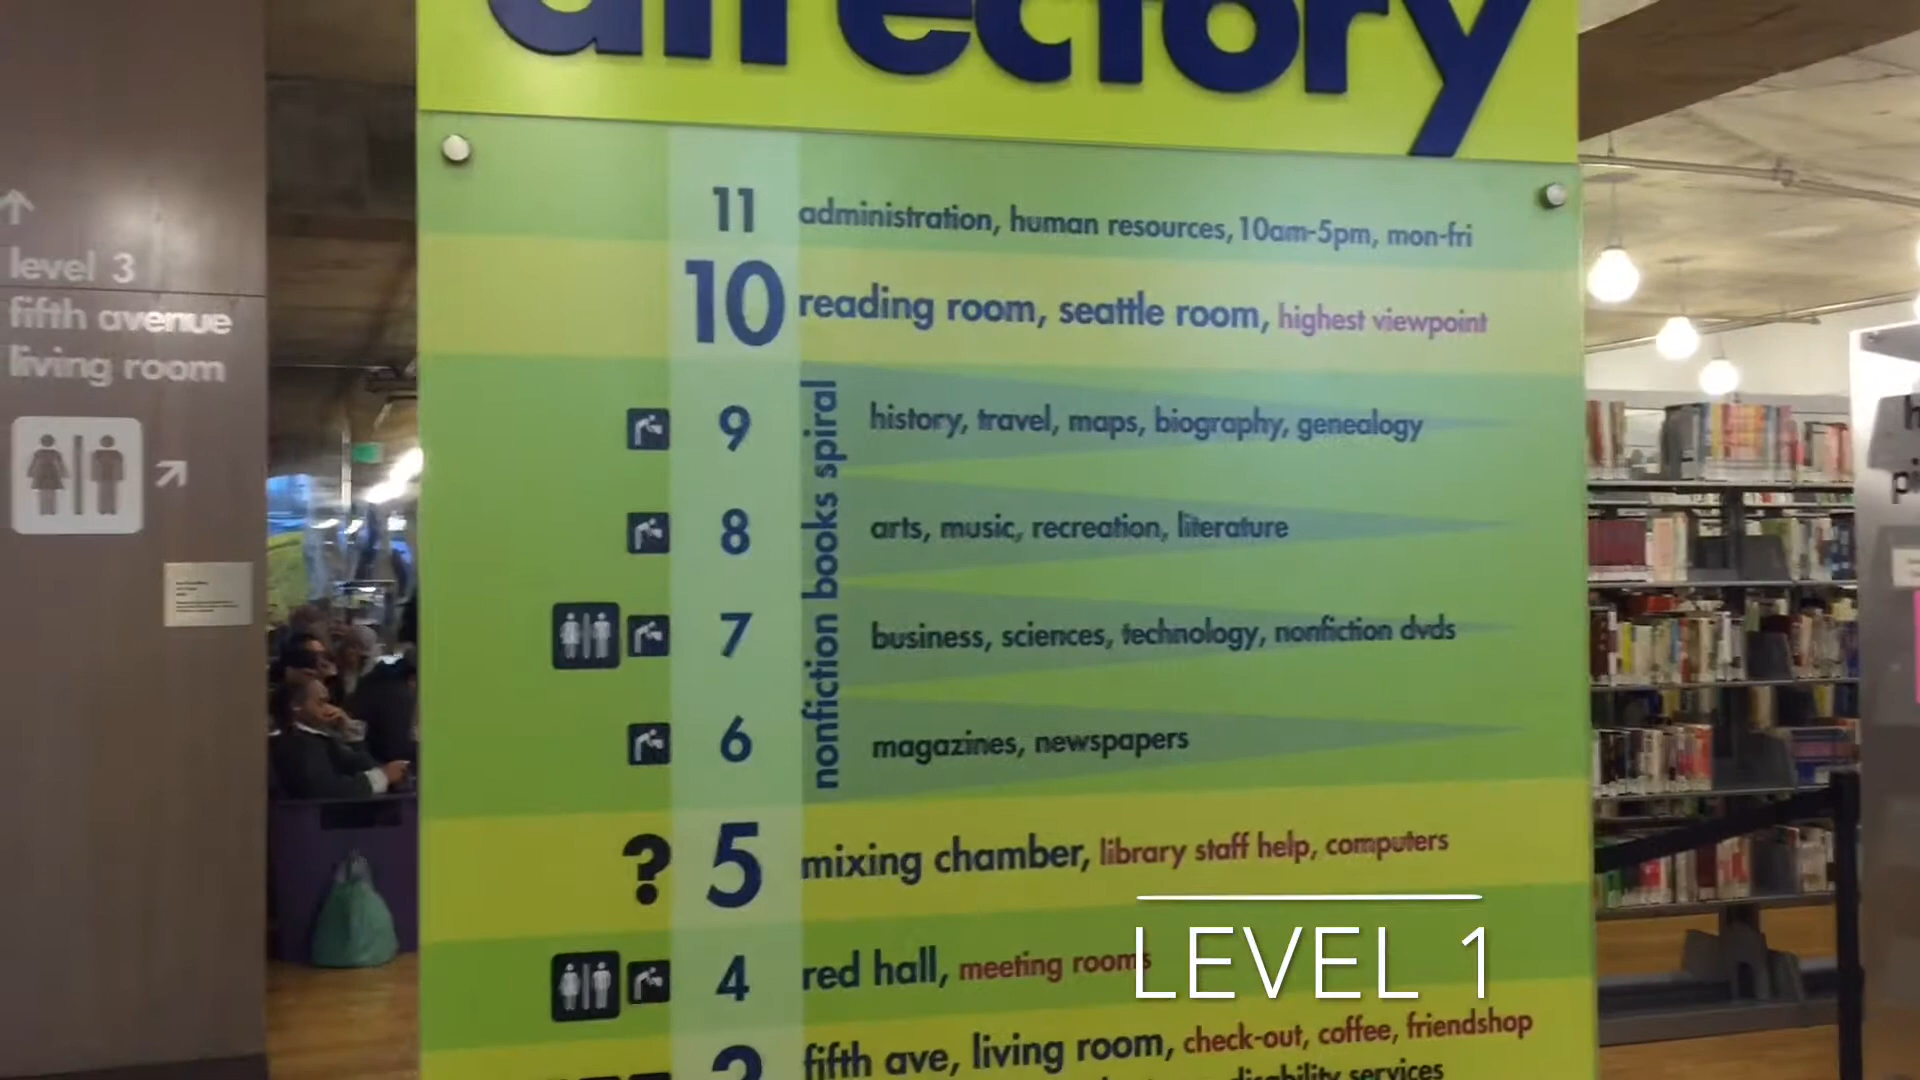 directory
level 3
fifth avenue
living room
11 administration, human resources, 10am-5pm, mon-fri
10 reading room, seattle room, highest viewpoint
nonfiction books spiral
9 history, travel, maps, biography, genealogy
8 arts, music, recreation, literature
7 business, sciences, technology, nonfiction dvds
6 magazines, newspapers
? 5 mixing chamber, library staff help, computers
4 red hall, meeting rooms
3 fifth ave, living room, check-out, coffee, friendshop
disability services
LEVEL 1